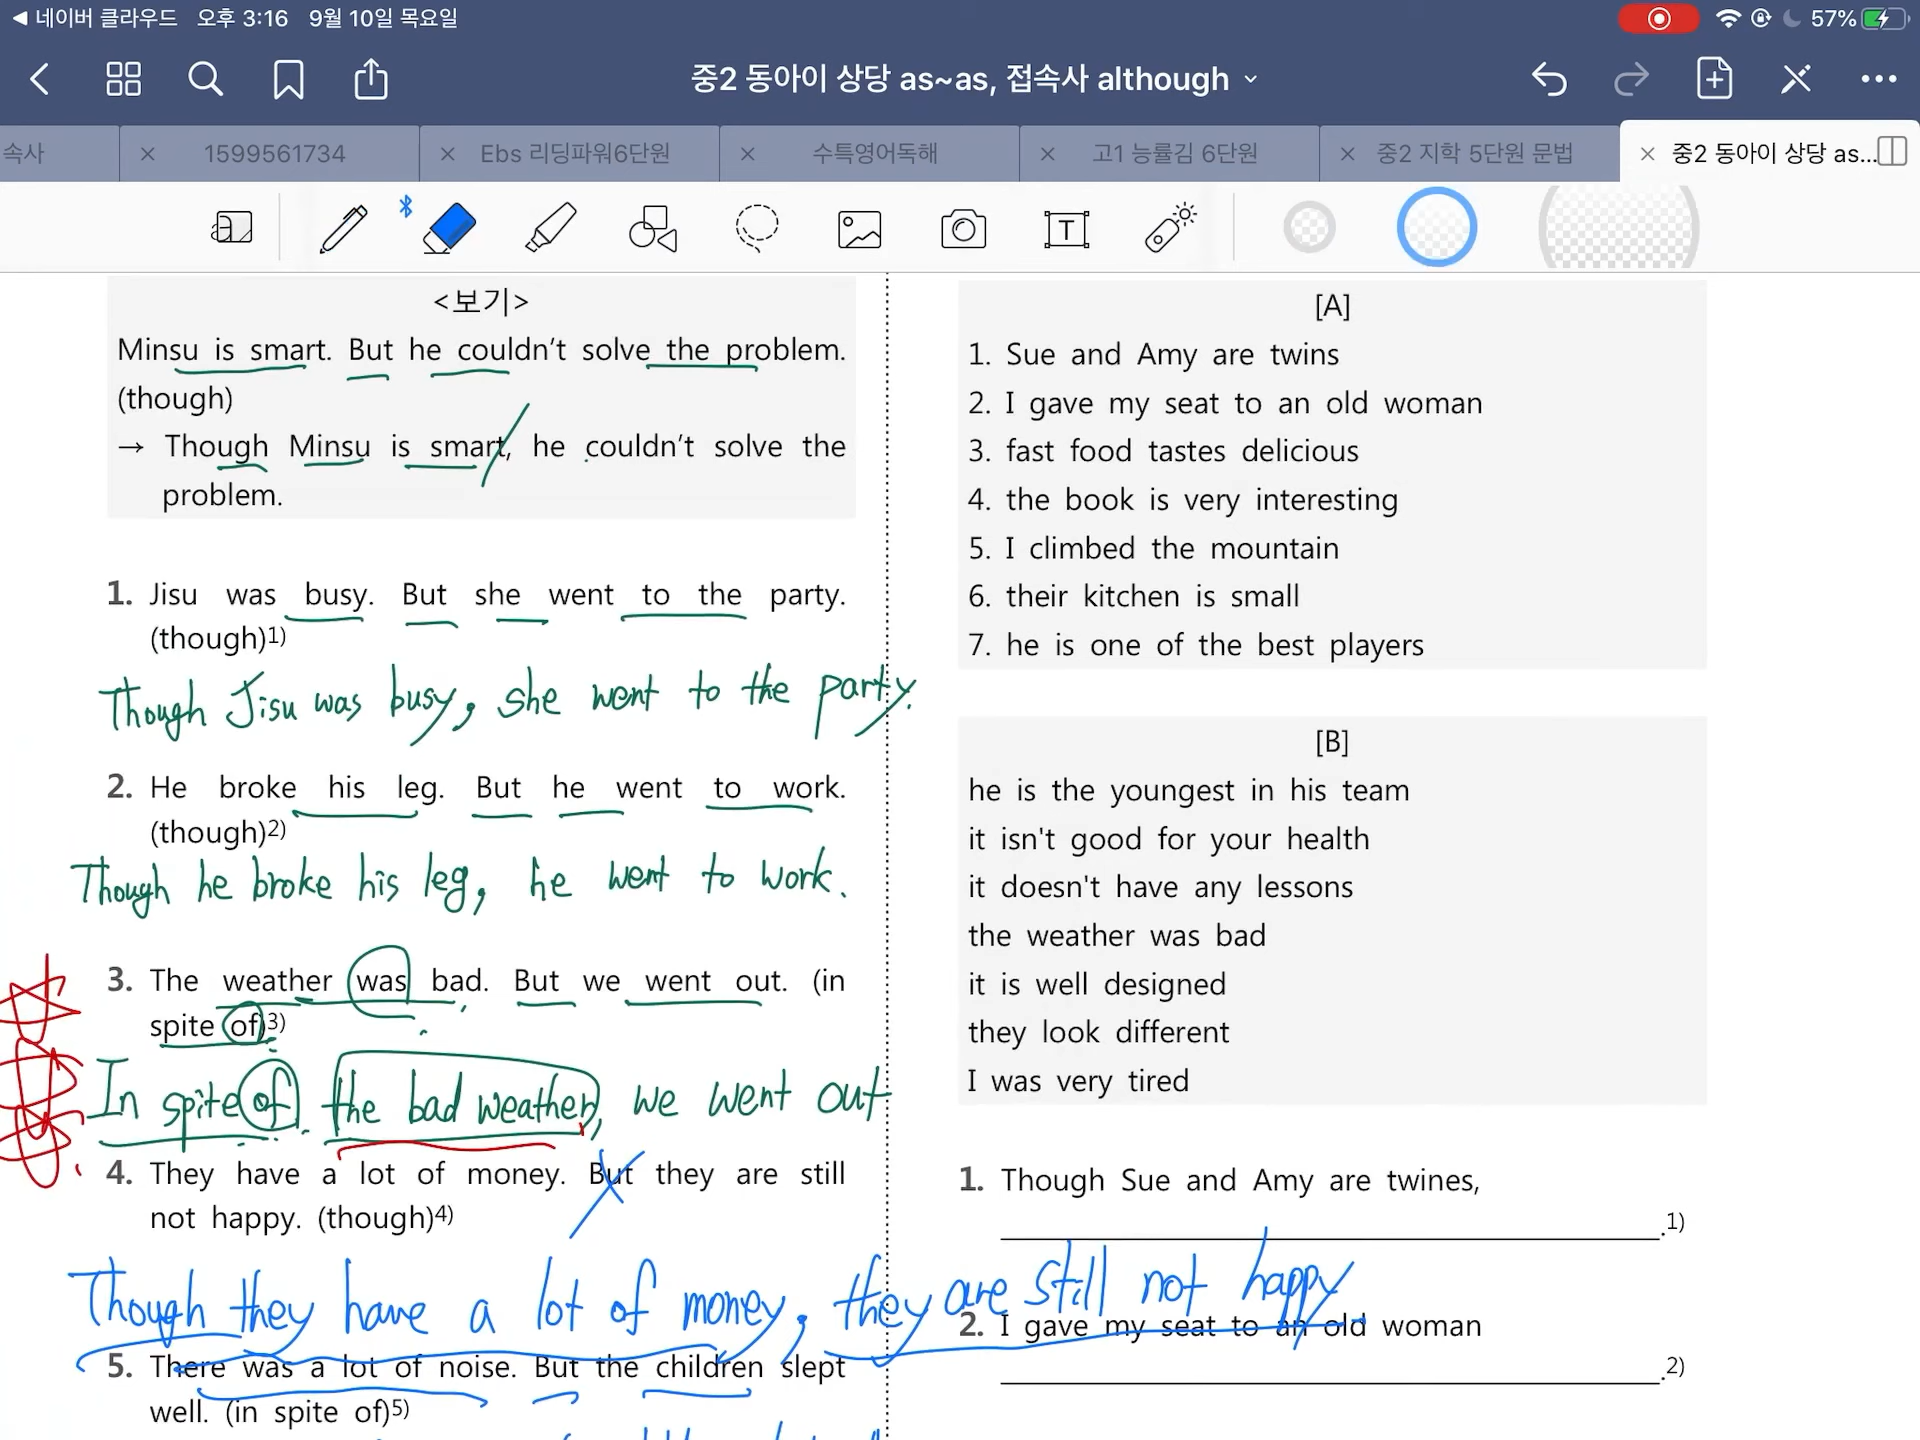 네이버 클라우드 오후 3:16 9월 10일 목요일
57%
중2 동아이 상당 as~as, 접속사 although
속사
1599561734
Ebs 리딩파워6단원
수특영어독해
고1 능률김 6단원
중2 지학 5단원 문법
중2 동아이 상당 as...
<보기>
Minsu is smart. But he couldn't solve the problem.
(though)
→ Though Minsu is smart, he couldn't solve the
problem.
1. Jisu was busy. But she went to the party.
(though)1)
Though Jisu was busy, she went to the party.
2. He broke his leg. But he went to work.
(though)2)
Though he broke his leg, he went to work.
3. The weather was bad. But we went out. (in
spite of)3)
In spite of the bad weather, we went out
4. They have a lot of money. But they are still
not happy. (though)4)
Though they have a lot of money, they are still not happy
5. There was a lot of noise. But the children slept
well. (in spite of)5)
[A]
1. Sue and Amy are twins
2. I gave my seat to an old woman
3. fast food tastes delicious
4. the book is very interesting
5. I climbed the mountain
6. their kitchen is small
7. he is one of the best players
[B]
he is the youngest in his team
it isn't good for your health
it doesn't have any lessons
the weather was bad
it is well designed
they look different
I was very tired
1. Though Sue and Amy are twines,
.1)
2. I gave my seat to an old woman
.2)